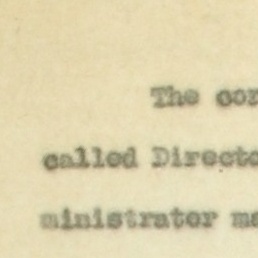 The cor
called Directo
ministrator ma